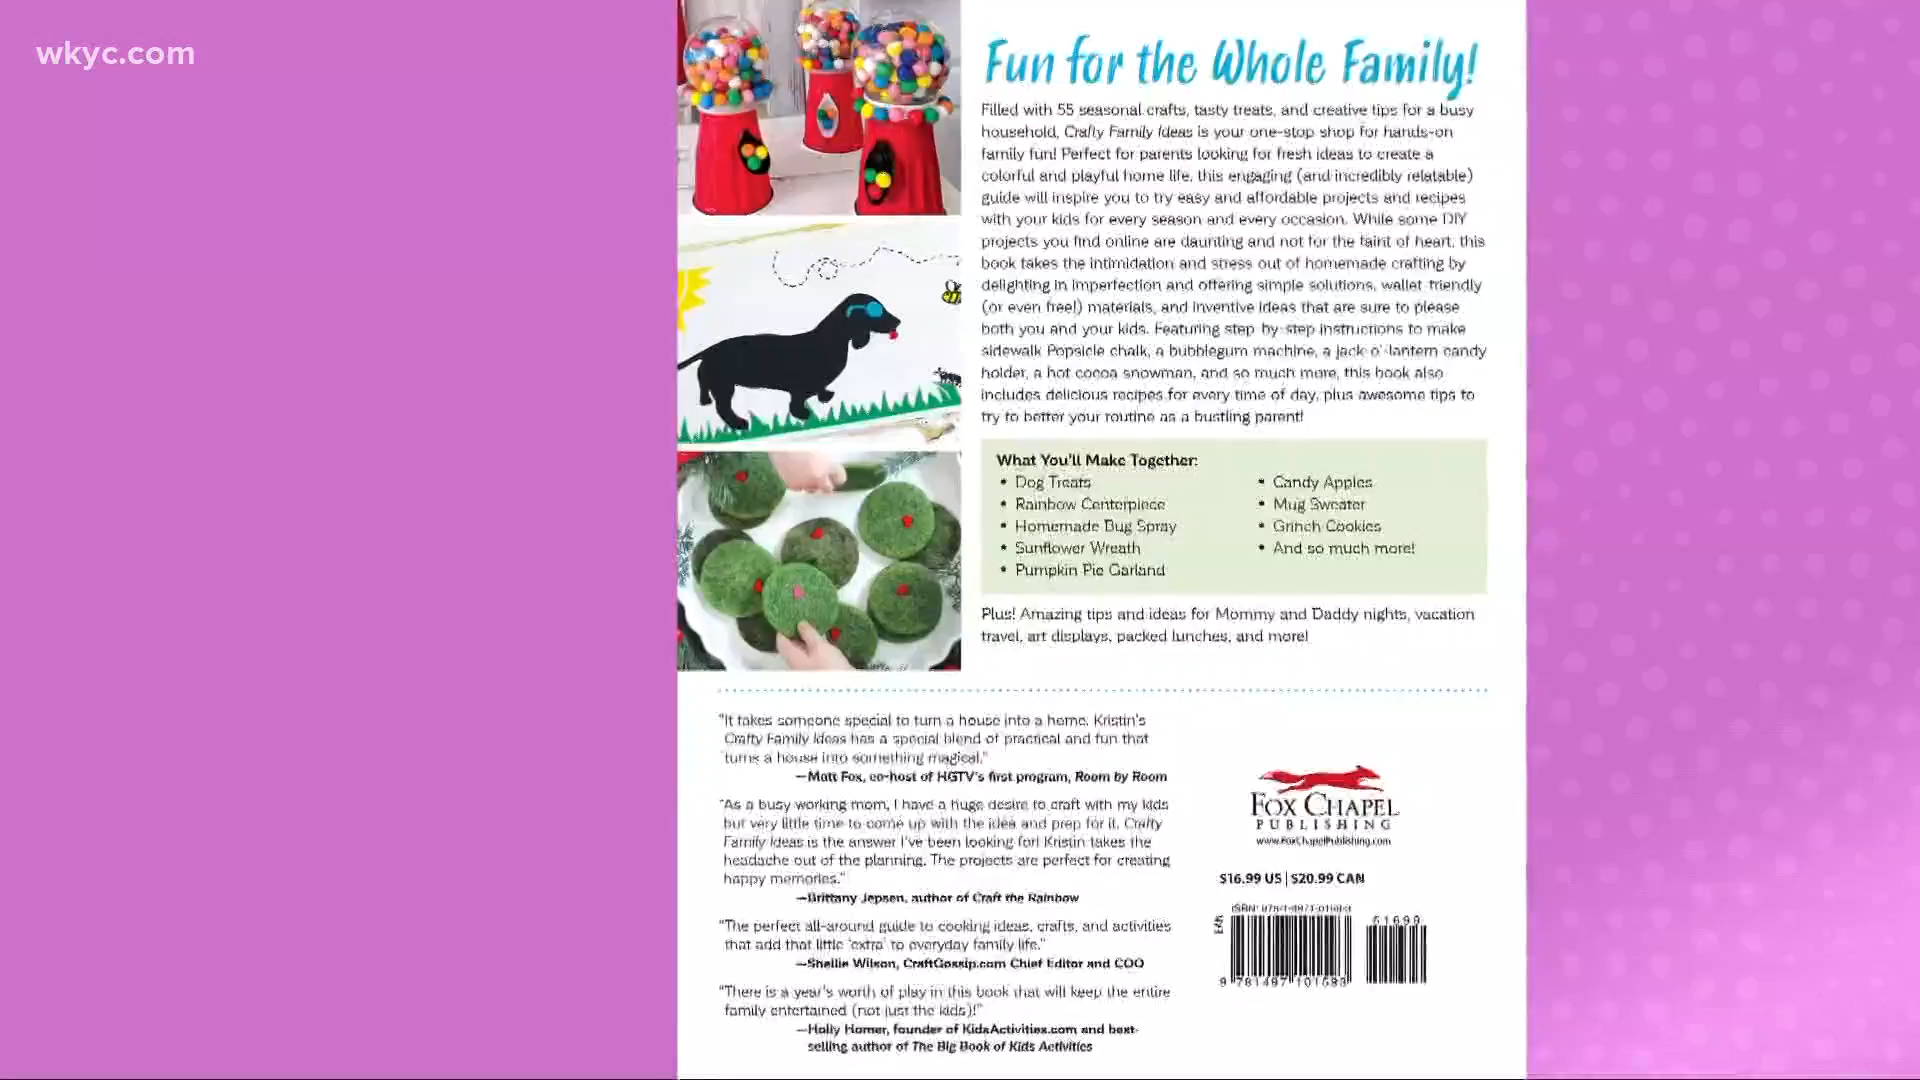 wkyc.com
Fun for the Whole Family!
Filled with 55 seasonal crafts, tasty treats, and creative tips for a busy
household, Crafty Family Ideas is your one-stop shop for hands-on
family fun! Perfect for parents looking for fresh ideas to create a
colorful and playful home life, this engaging (and incredibly relatable)
guide will inspire you to try easy and affordable projects and recipes
with your kids for every season and every occasion. While some DIY
projects you find online are daunting and not for the faint of heart, this
book takes the intimidation and stress out of homemade crafting by
delighting in imperfection and offering simple solutions, wallet-friendly
(or even free!) materials, and inventive ideas that are sure to please
both you and your kids. Featuring step-by-step instructions to make
sidewalk Popsicle chalk, a bubblegum machine, a jack-o'-lantern candy
holder, a hot cocoa snowman, and so much more, this book also
includes delicious recipes for every time of day, plus awesome tips to
try to better your routine as a bustling parent!
What You'll Make Together:
• Dog Treats
• Rainbow Centerpiece
• Homemade Bug Spray
• Sunflower Wreath
• Pumpkin Pie Garland
• Candy Apples
• Mug Sweater
• Grinch Cookies
• And so much more!
Plus! Amazing tips and ideas for Mommy and Daddy nights, vacation
travel, art displays, packed lunches, and more!
"It takes someone special to turn a house into a home. Kristin's
Crafty Family Ideas has a special blend of practical and fun that
turns a house into something magical."
—Matt Fox, co-host of HGTV's first program, Room by Room
"As a busy working mom, I have a huge desire to craft with my kids
but very little time to come up with the idea and prep for it. Crafty
Family Ideas is the answer I've been looking for! Kristin takes the
headache out of the planning. The projects are perfect for creating
happy memories."
—Brittany Jepsen, author of Craft the Rainbow
"The perfect all-around guide to cooking ideas, crafts, and activities
that add that little 'extra' to everyday family life."
—Shellie Wilson, CraftGossip.com Chief Editor and COO
"There is a year's worth of play in this book that will keep the entire
family entertained (not just the kids)!"
—Holly Homer, founder of KidsActivities.com and best-
selling author of The Big Book of Kids Activities
FOX CHAPEL
PUBLISHING
www.FoxChapelPublishing.com
$16.99 US | $20.99 CAN
EAN
51699